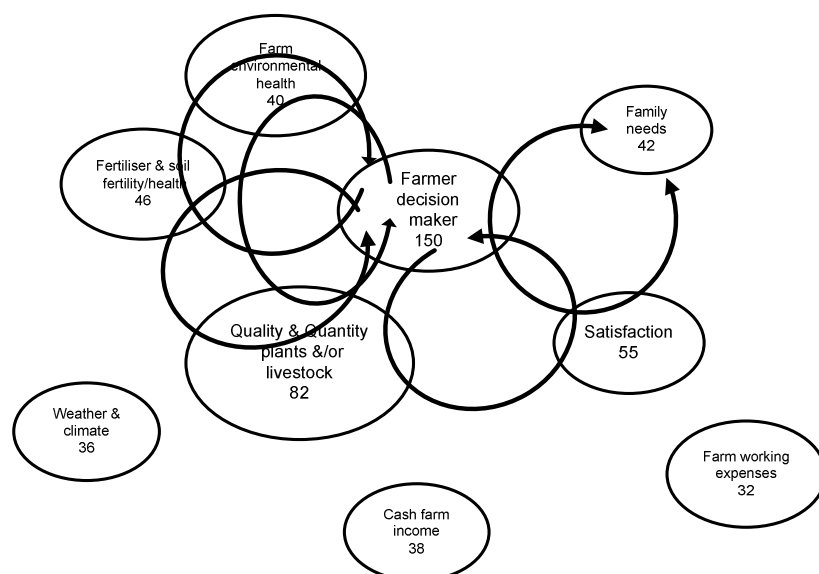 Farm
environmental
health
40
Family
needs
42
Fertiliser & soil
fertility/health
46
Farmer
decision
maker
150
Quality & Quantity
plants &/or
livestock
82
Satisfaction
55
Weather &
climate
36
Farm working
expenses
32
Cash farm
income
38